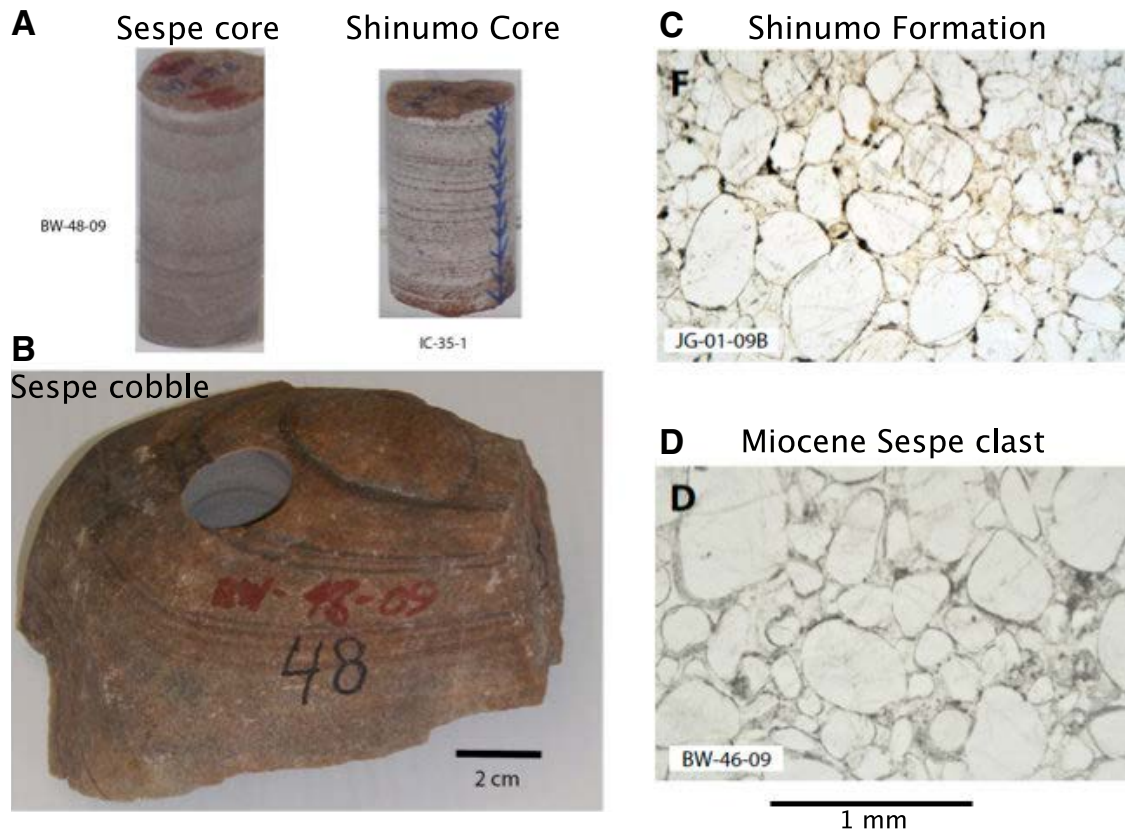 A
Sespe core
Shinumo Core
BW-48-09
IC-35-1
B
Sespe cobble
BW-48-09
48
2 cm
C
Shinumo Formation
F
JG-01-09B
D
Miocene Sespe clast
D
BW-46-09
1 mm